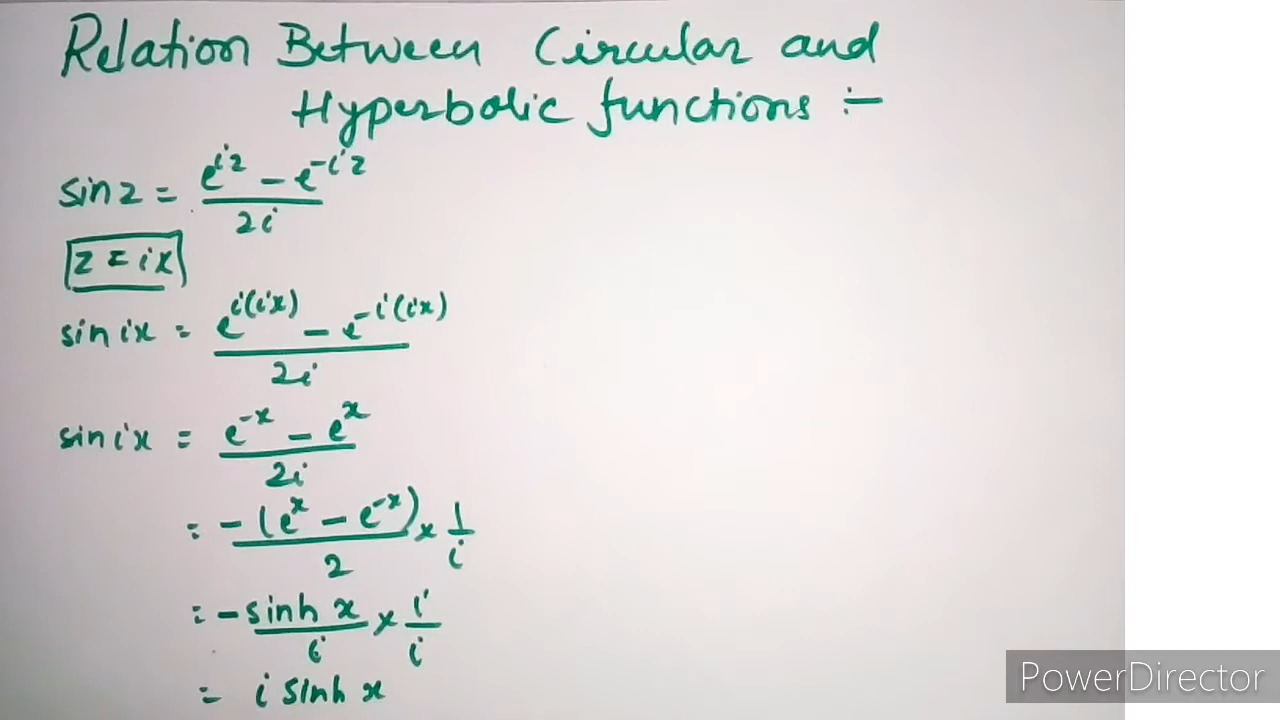 Relation Between Circular and
Hyperbolic functions :-
sin z = e^{iz} - e^{-iz} / 2i
z = ix
sin ix = e^{i(ix)} - e^{-i(ix)} / 2i
sin ix = e^{-x} - e^{x} / 2i
= -(e^{x} - e^{-x}) / 2 × 1/i
= -sinh x / i × i/i
= i sinh x
PowerDirector